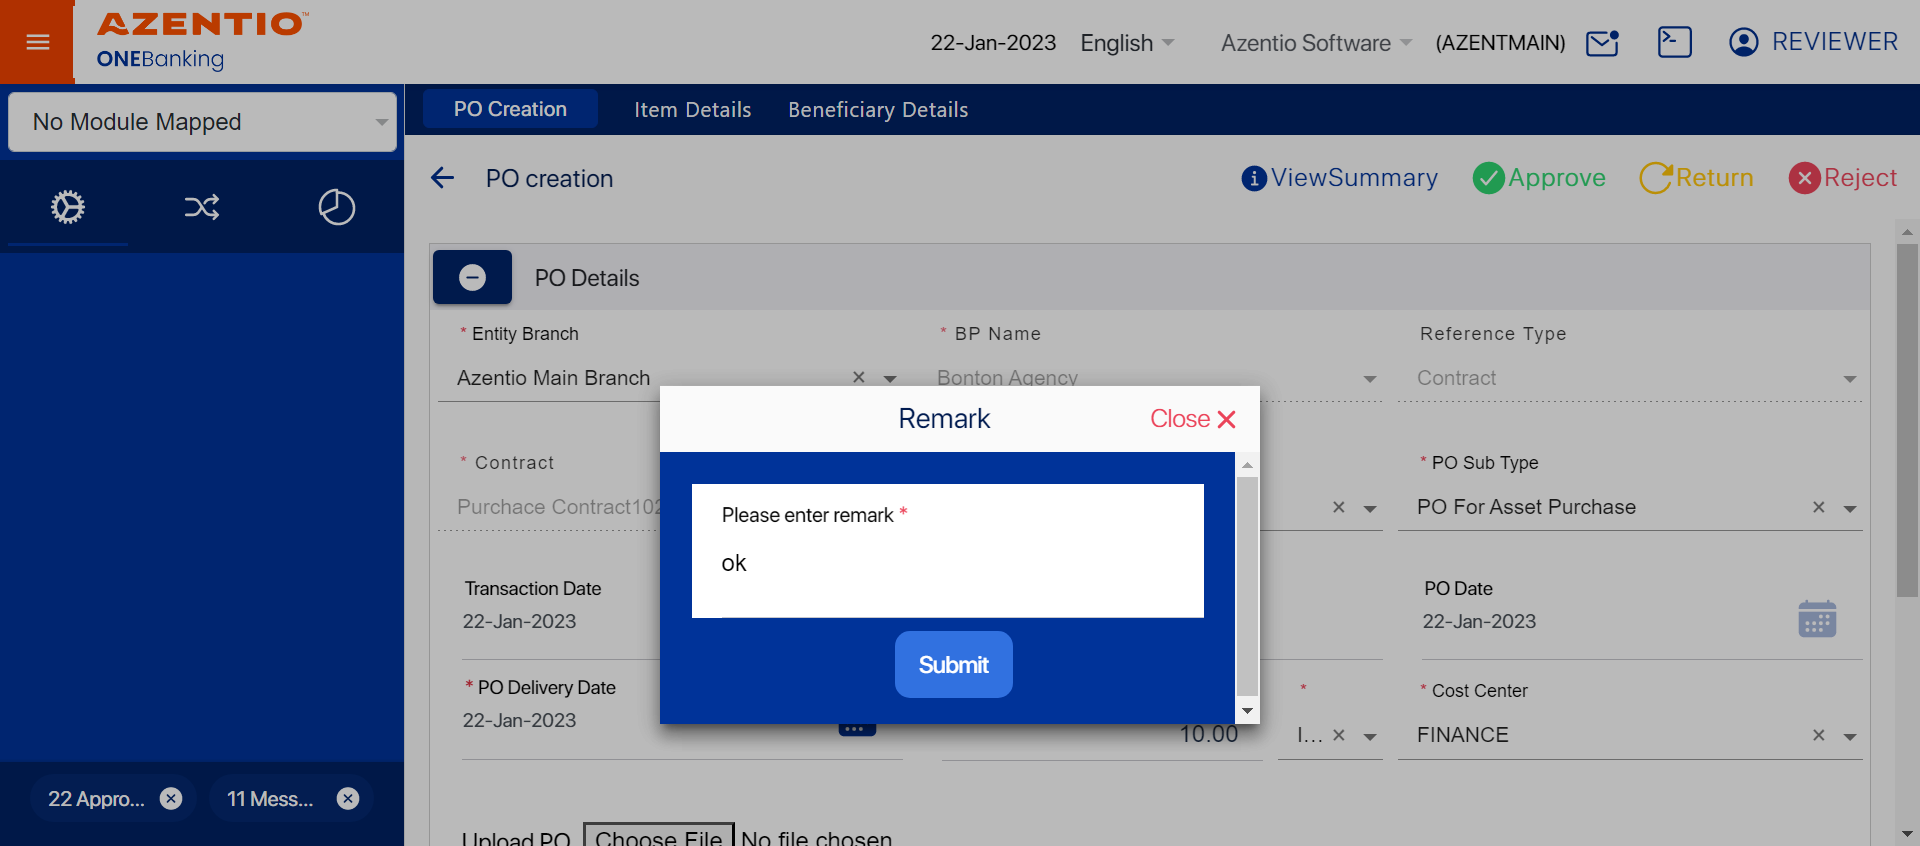 AZENTIO™
ONEBanking
22-Jan-2023 English Azentio Software (AZENTMAIN) REVIEWER
No Module Mapped
PO Creation Item Details Beneficiary Details
PO creation
ViewSummary Approve Return Reject
PO Details
* Entity Branch * BP Name Reference Type
Azentio Main Branch Bonton Agency Contract
Remark Close
* Contract * PO Sub Type
Purchace Contract102 PO For Asset Purchase
Please enter remark *
ok
Transaction Date PO Date
22-Jan-2023 22-Jan-2023
Submit
* PO Delivery Date * * Cost Center
22-Jan-2023 10.00 I... FINANCE
22 Appro... 11 Mess...
Upload PO Choose File No file chosen